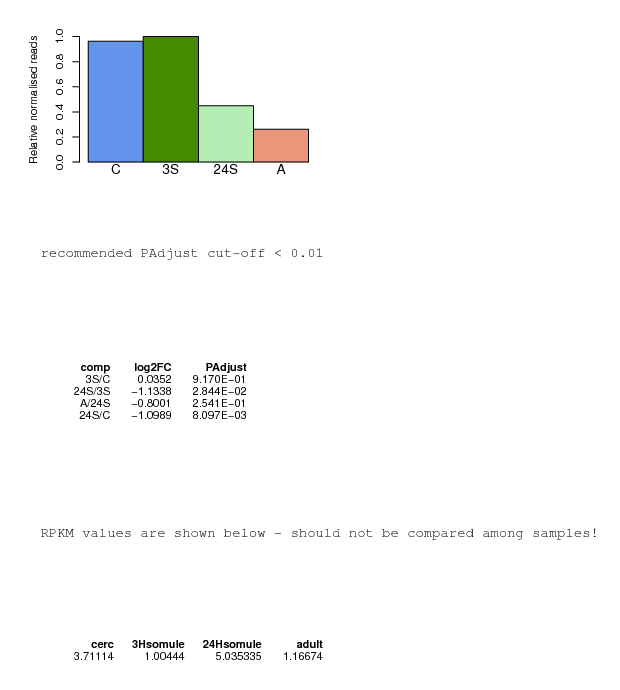 Relative normalised reads
1.0
0.8
0.6
0.4
0.2
0.0
C 3S 24S A
recommended PAdjust cut-off < 0.01
comp log2FC PAdjust
3S/C 0.0352 9.170E-01
24S/3S -1.1338 2.844E-02
A/24S -0.8001 2.541E-01
24S/C -1.0989 8.097E-03
RPKM values are shown below - should not be compared among samples!
cerc 3Hsomule 24Hsomule adult
3.71114 1.00444 5.035335 1.16674